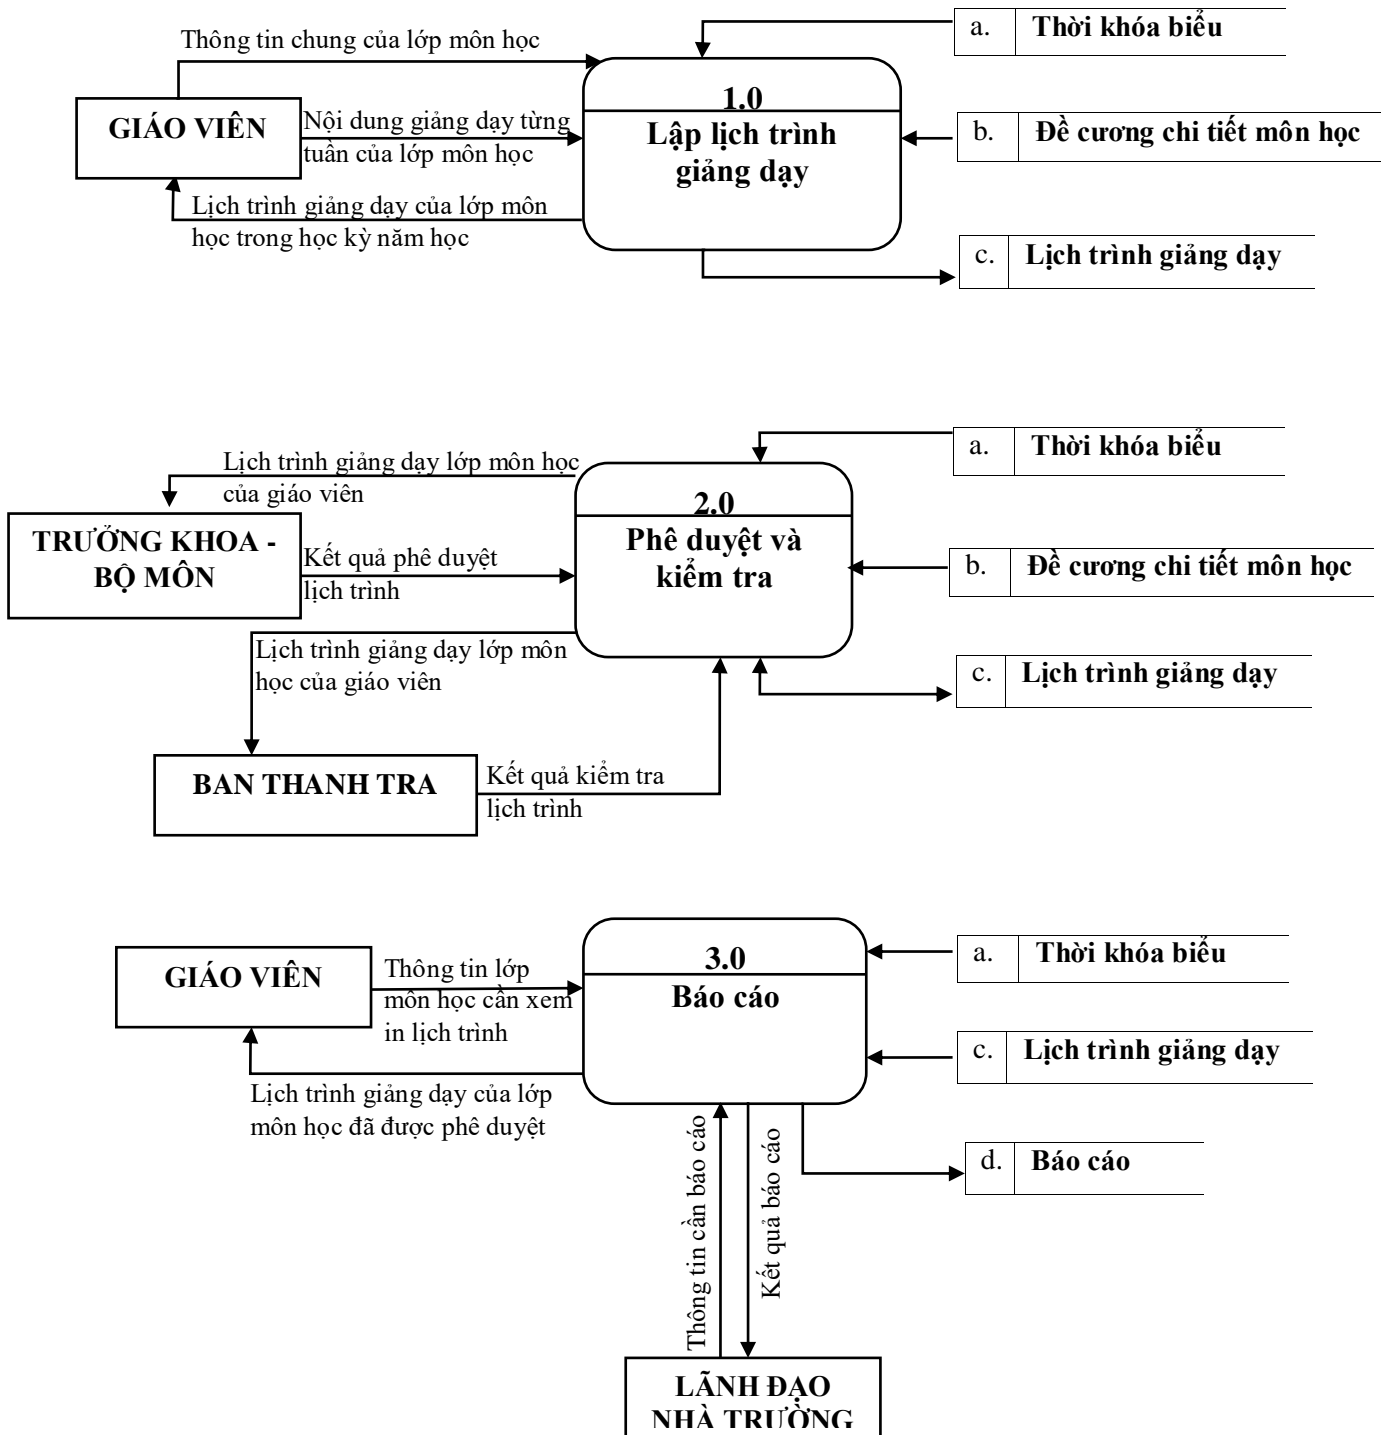 Thông tin chung của lớp môn học
a. Thời khóa biểu
1.0
GIÁO VIÊN
Nội dung giảng dạy từng
tuần của lớp môn học
Lập lịch trình
giảng dạy
b. Đề cương chi tiết môn học
Lịch trình giảng dạy của lớp môn
học trong học kỳ năm học
c. Lịch trình giảng dạy
Lịch trình giảng dạy lớp môn học
của giáo viên
a. Thời khóa biểu
2.0
TRƯỞNG KHOA -
BỘ MÔN
Kết quả phê duyệt
lịch trình
Phê duyệt và
kiểm tra
b. Đề cương chi tiết môn học
Lịch trình giảng dạy lớp môn
học của giáo viên
c. Lịch trình giảng dạy
BAN THANH TRA
Kết quả kiểm tra
lịch trình
3.0
a. Thời khóa biểu
GIÁO VIÊN
Thông tin lớp
môn học cần xem
in lịch trình
Báo cáo
c. Lịch trình giảng dạy
Lịch trình giảng dạy của lớp
môn học đã được phê duyệt
Thông tin cần báo cáo
Kết quả báo cáo
d. Báo cáo
LÃNH ĐẠO
NHÀ TRƯỜNG